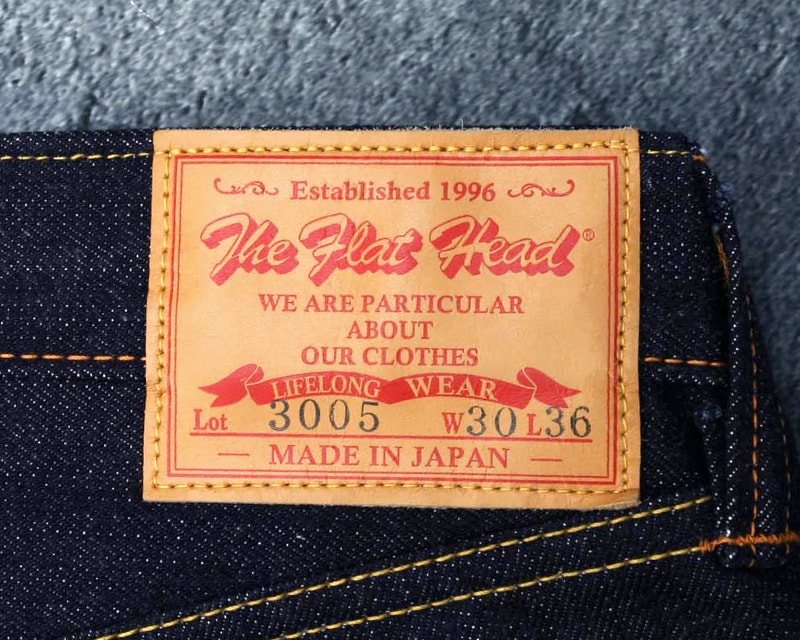 Established 1996
The Flat Head®
WE ARE PARTICULAR
ABOUT
OUR CLOTHES
LIFELONG WEAR
Lot 3005 W30 L36
— MADE IN JAPAN —